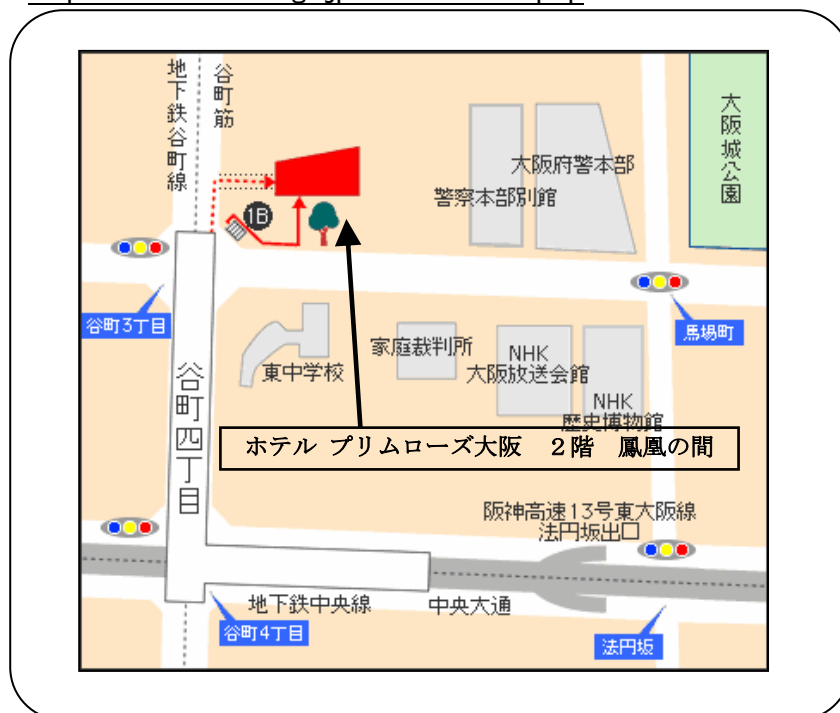 地下鉄谷町線
谷町筋
大阪城公園
大阪府警本部
警察本部別館
1B
谷町3丁目
馬場町
東中学校
家庭裁判所
NHK
大阪放送会館
NHK
歴史博物館
谷町四丁目
ホテル プリムローズ大阪 2階 鳳凰の間
阪神高速13号東大阪線
法円坂出口
地下鉄中央線
中央大通
谷町4丁目
法円坂